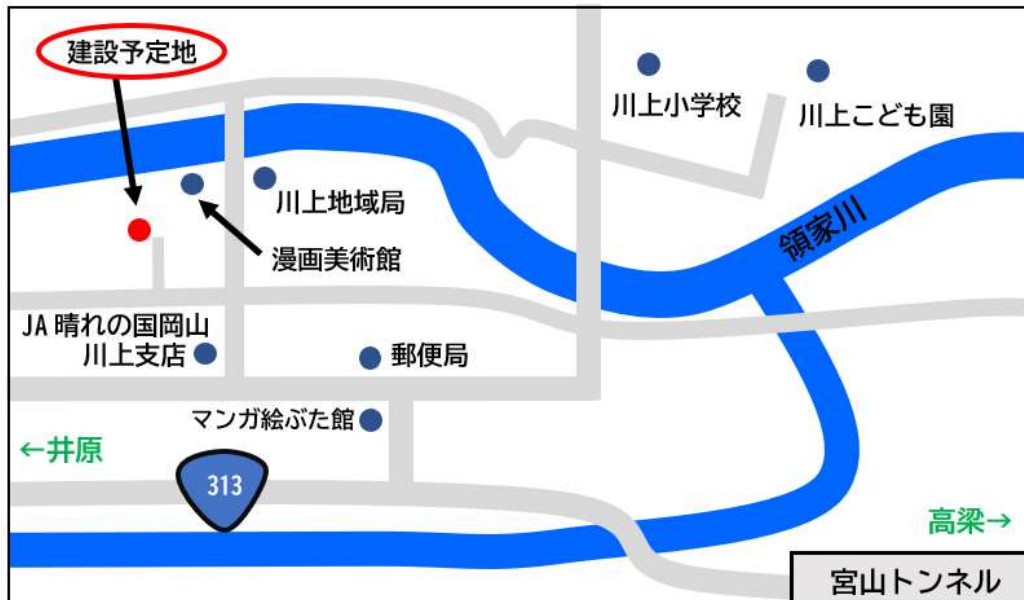 建設予定地
川上小学校
川上こども園
川上地域局
漫画美術館
領家川
JA 晴れの国岡山
川上支店
郵便局
マンガ絵ぶた館
←井原
313
高梁→
宮山トンネル